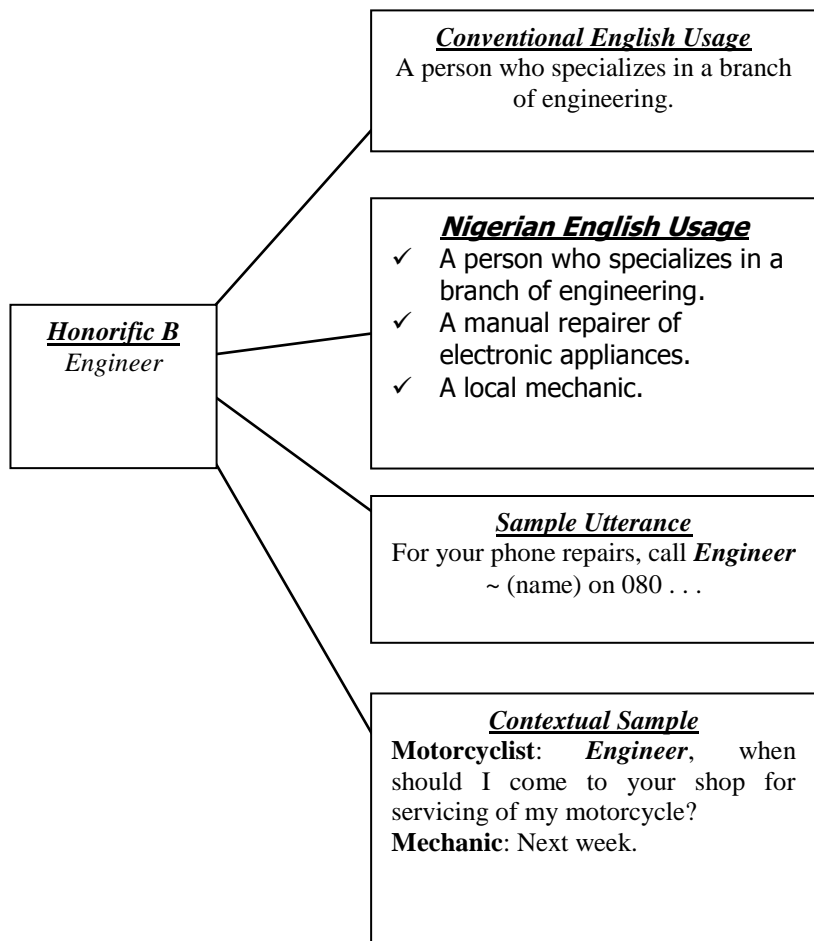 Conventional English Usage
A person who specializes in a branch
of engineering.
Nigerian English Usage
✓ A person who specializes in a
branch of engineering.
✓ A manual repairer of
electronic appliances.
✓ A local mechanic.
Honorific B
Engineer
Sample Utterance
For your phone repairs, call Engineer
~ (name) on 080 . . .
Contextual Sample
Motorcyclist: Engineer, when
should I come to your shop for
servicing of my motorcycle?
Mechanic: Next week.